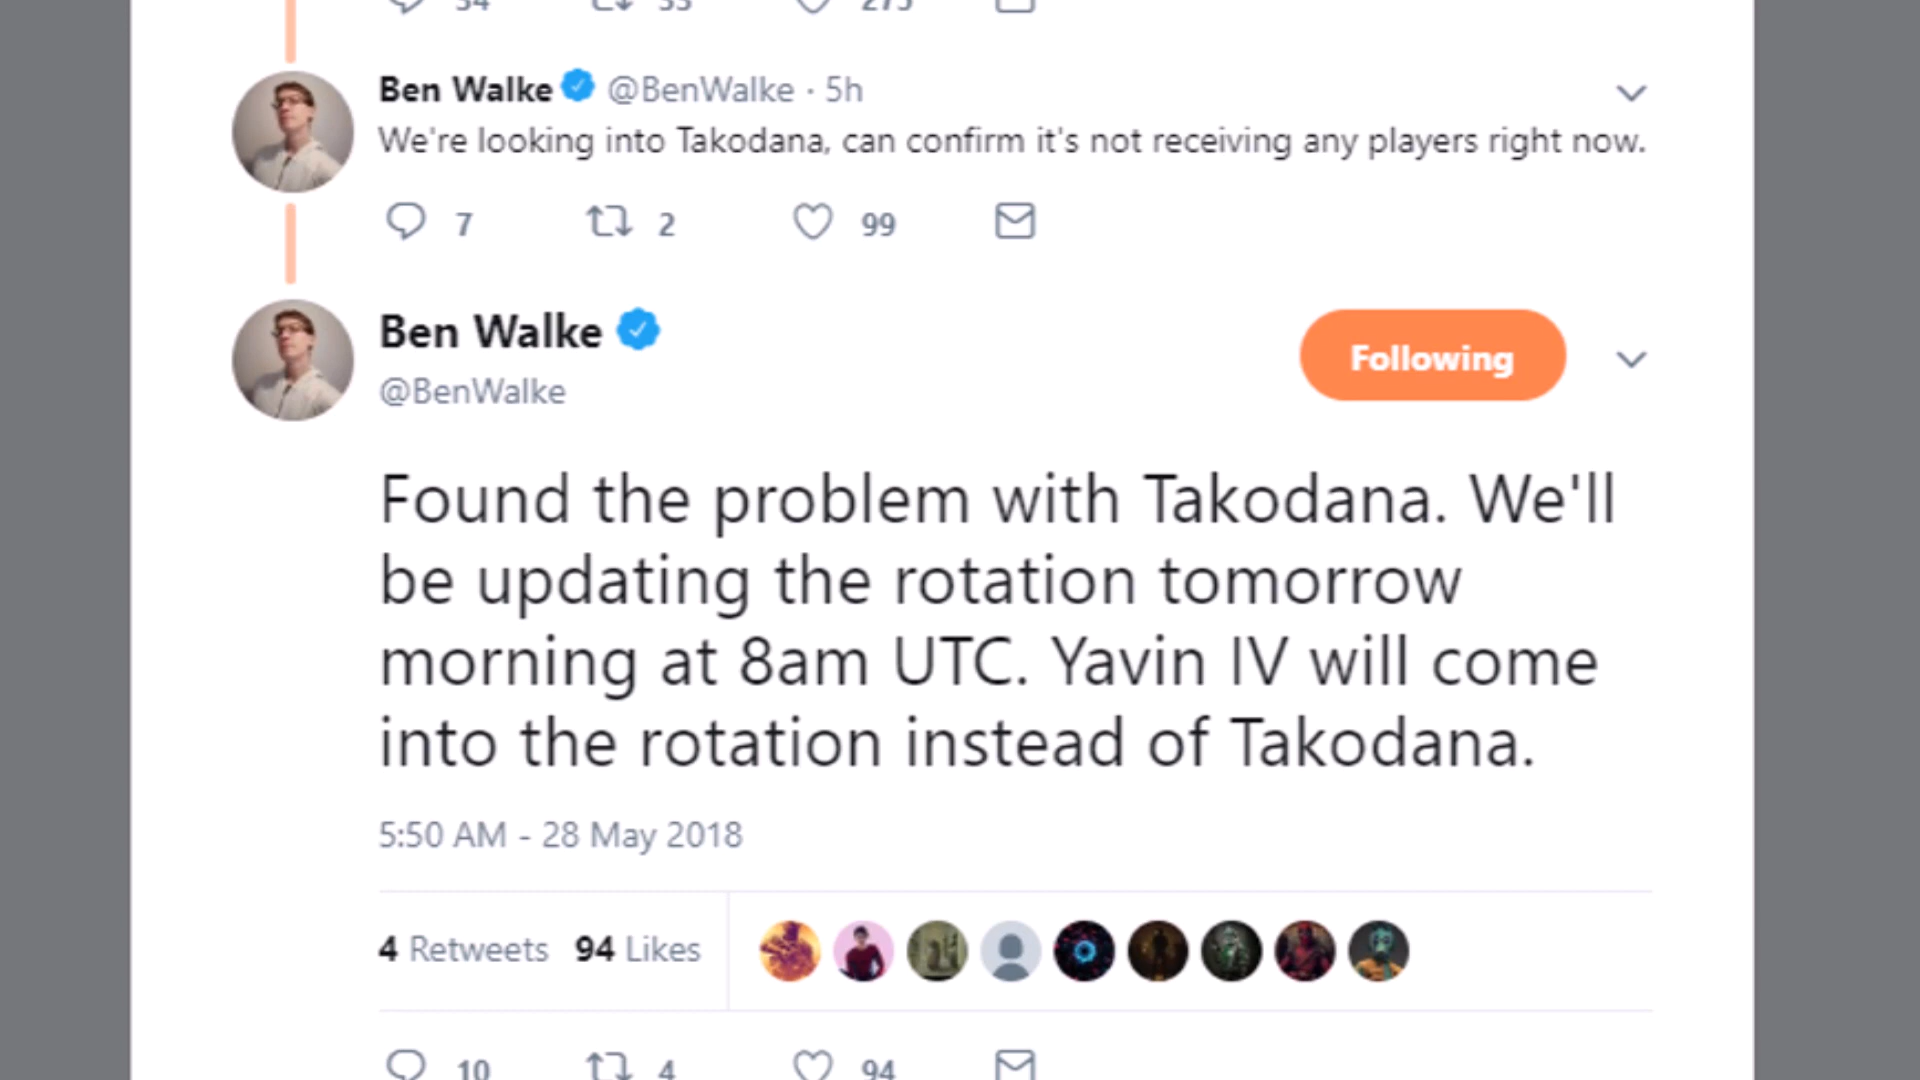 34 33 275
Ben Walke @BenWalke · 5h
We're looking into Takodana, can confirm it's not receiving any players right now.
7 2 99
Ben Walke
@BenWalke
Following
Found the problem with Takodana. We'll
be updating the rotation tomorrow
morning at 8am UTC. Yavin IV will come
into the rotation instead of Takodana.
5:50 AM - 28 May 2018
4 Retweets 94 Likes
10 4 94